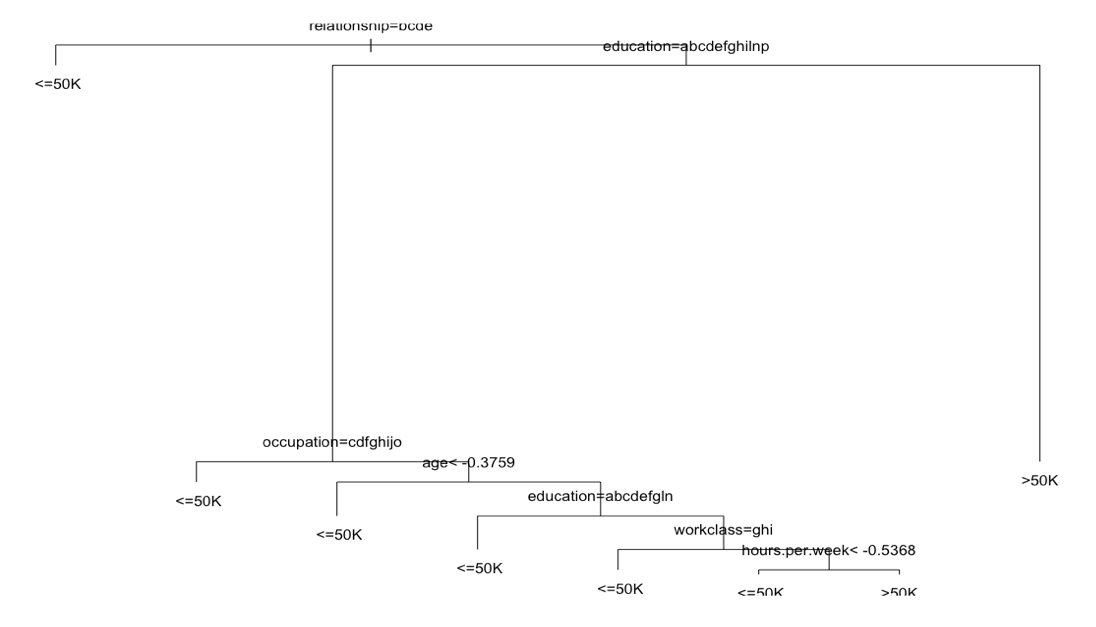 relationship=bcde
education=abcdefghilnp
<=50K
occupation=cdfghijo
age< -0.3759
>50K
education=abcdefgln
<=50K
workclass=ghi
<=50K
hours.per.week< -0.5368
<=50K
<=50K
<=50K
>50K